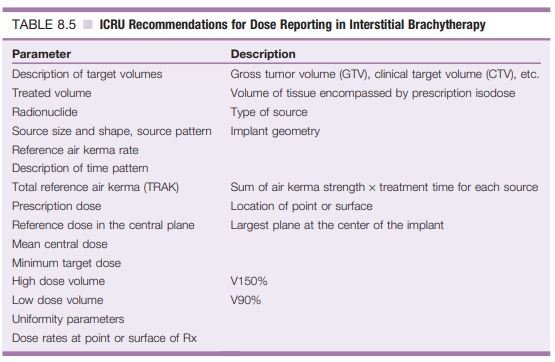 TABLE 8.5 ■ ICRU Recommendations for Dose Reporting in Interstitial Brachytherapy
Parameter Description
Description of target volumes Gross tumor volume (GTV), clinical target volume (CTV), etc.
Treated volume Volume of tissue encompassed by prescription isodose
Radionuclide Type of source
Source size and shape, source pattern Implant geometry
Reference air kerma rate
Description of time pattern
Total reference air kerma (TRAK) Sum of air kerma strength × treatment time for each source
Prescription dose Location of point or surface
Reference dose in the central plane Largest plane at the center of the implant
Mean central dose
Minimum target dose
High dose volume V150%
Low dose volume V90%
Uniformity parameters
Dose rates at point or surface of Rx